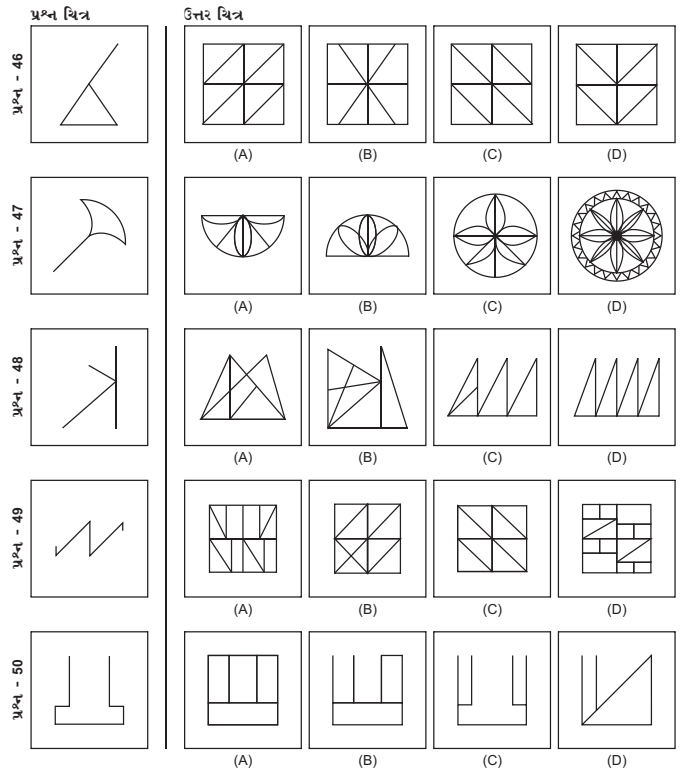 પ્રશ્ન ચિત્ર ઉત્તર ચિત્ર
પ્રશ્ન - 46
(A) (B) (C) (D)
પ્રશ્ન - 47
(A) (B) (C) (D)
પ્રશ્ન - 48
(A) (B) (C) (D)
પ્રશ્ન - 49
(A) (B) (C) (D)
પ્રશ્ન - 50
(A) (B) (C) (D)